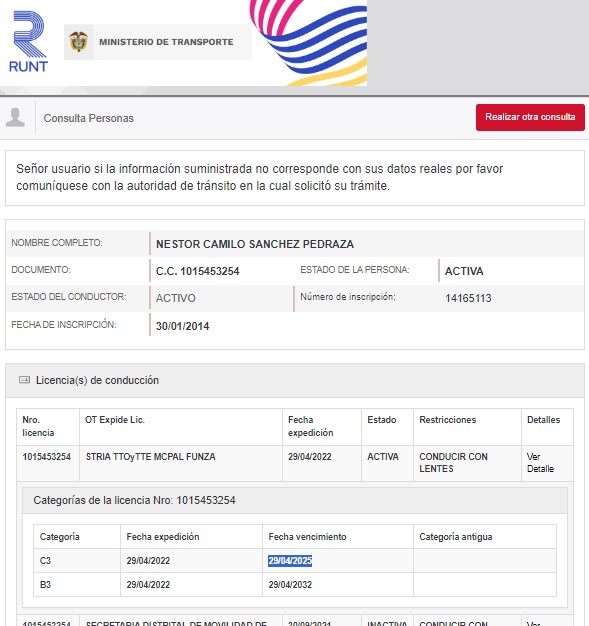 RUNT
MINISTERIO DE TRANSPORTE
Consulta Personas
Realizar otra consulta
Señor usuario si la información suministrada no corresponde con sus datos reales por favor
comuníquese con la autoridad de tránsito en la cual solicitó su trámite.
NOMBRE COMPLETO: NESTOR CAMILO SANCHEZ PEDRAZA
DOCUMENTO: C.C. 1015453254 ESTADO DE LA PERSONA: ACTIVA
ESTADO DEL CONDUCTOR: ACTIVO Número de inscripción: 14165113
FECHA DE INSCRIPCIÓN: 30/01/2014
Licencia(s) de conducción
Nro. licencia OT Expide Lic. Fecha expedición Estado Restricciones Detalles
1015453254 STRIA TTOyTTE MCPAL FUNZA 29/04/2022 ACTIVA CONDUCIR CON LENTES Ver Detalle
Categorías de la licencia Nro: 1015453254
Categoría Fecha expedición Fecha vencimiento Categoría antigua
C3 29/04/2022 29/04/2025
B3 29/04/2022 29/04/2032
1015453254 SECRETARIA DISTRITAL DE MOVILIDAD DE 20/09/2021 INACTIVA CONDUCIR CON Ver